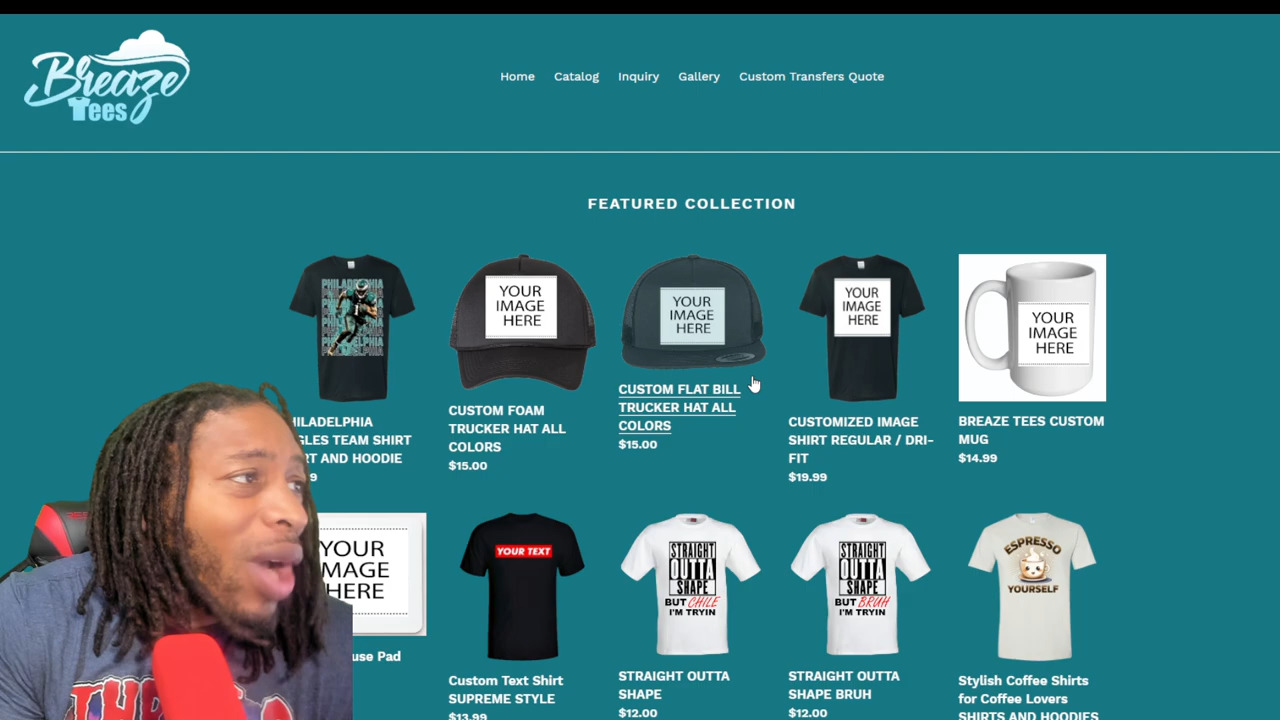 Breaze
Tees
Home
Catalog
Inquiry
Gallery
Custom Transfers Quote
FEATURED COLLECTION
PHILADELPHIA
PHILADELPHIA
YOUR
IMAGE
HERE
YOUR
IMAGE
HERE
YOUR
IMAGE
HERE
YOUR
IMAGE
HERE
HILADELPHIA
GLES TEAM SHIRT
RT AND HOODIE
9
CUSTOM FOAM
TRUCKER HAT ALL
COLORS
$15.00
CUSTOM FLAT BILL
TRUCKER HAT ALL
COLORS
$15.00
CUSTOMIZED IMAGE
SHIRT REGULAR / DRI-
FIT
$19.99
BREAZE TEES CUSTOM
MUG
$14.99
YOUR
IMAGE
HERE
use Pad
YOUR TEXT
Custom Text Shirt
SUPREME STYLE
$13.99
STRAIGHT
OUTTA
SHAPE
BUT CHILE
I'M TRYIN
STRAIGHT OUTTA
SHAPE
$12.00
STRAIGHT
OUTTA
SHAPE
BUT BRUH
I'M TRYIN
STRAIGHT OUTTA
SHAPE BRUH
$12.00
ESPRESSO
YOURSELF
Stylish Coffee Shirts
for Coffee Lovers
SHIRTS AND HOODIES